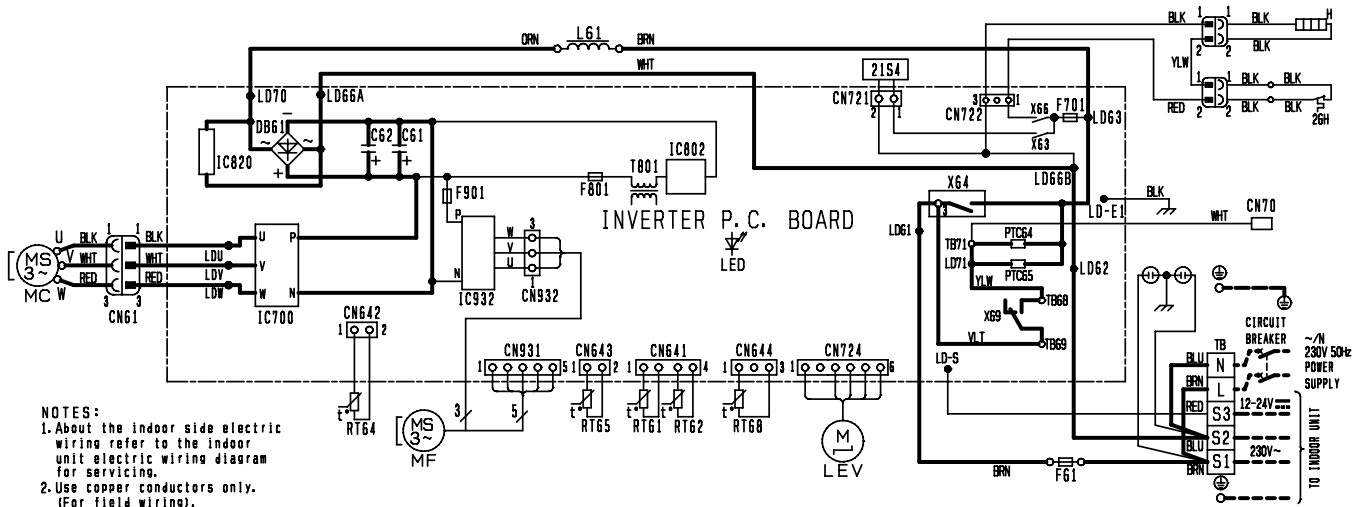 ORN L61 BRN
WHT
BLK 1 1 BLK H
2 2 BLK
YLW
1 1 BLK BLK
RED 2 2 BLK BLK
26H
21S4
CN721 2 1
3 1 CN722
X66 F701
X63
LD63
LD70 LD66A
DB61 − ~ ~ +
IC820
C62 C61
+ +
IC802
T801
F801
F901
LD66B
X64
3
LD-E1 BLK
CN70
WHT
INVERTER P.C. BOARD
LED
LD61
TB71 PTC64
LD71 PTC65
YLW
LD62
X69 TB68
VLT TB69
LD-S
U BLK 1 1 BLK LDU U P
MS 3~ V WHT WHT LDV V
W RED 3 3 RED LDW W N
MC
CN61
IC700
P N
W V U
3 1
IC932 CN932
CN642
1 2
t° RT64
CN931
1 5
3 5
MS 3~
MF
CN643
1 2
t° RT65
CN641
1 4
t° RT61 t° RT62
CN644
1 3
t° RT68
CN724
1 6
M
LEV
BRN F61
CIRCUIT BREAKER
~/N
230V 50Hz
POWER
SUPPLY
TB
BLU N
BRN L
RED S3 12-24V
S2
BLU 230V~
BRN S1
TO INDOOR UNIT
NOTES:
1. About the indoor side electric
wiring refer to the indoor
unit electric wiring diagram
for servicing.
2. Use copper conductors only.
(For field wiring).